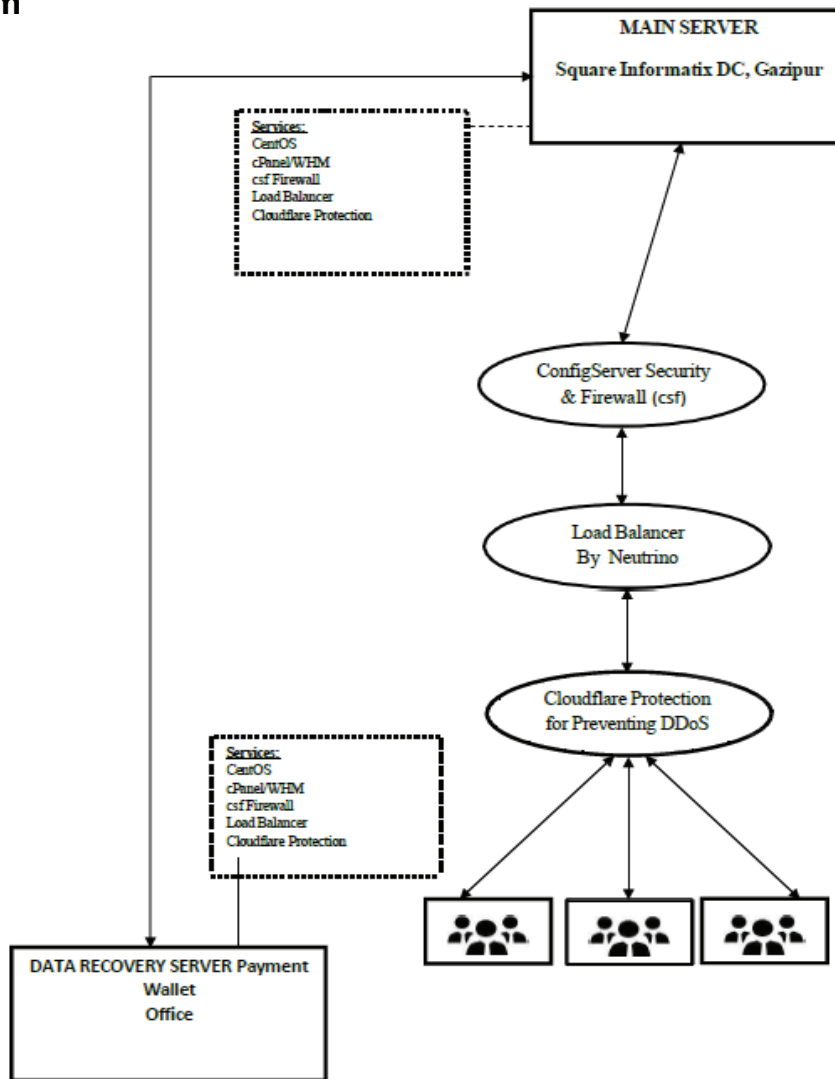 m
MAIN SERVER
Square Informatix DC, Gazipur
Services:
CentOS
cPanel/WHM
csf Firewall
Load Balancer
Cloudflare Protection
ConfigServer Security
& Firewall (csf)
Load Balancer
By Neutrino
Cloudflare Protection
for Preventing DDoS
Services:
CentOS
cPanel/WHM
csf Firewall
Load Balancer
Cloudflare Protection
DATA RECOVERY SERVER Payment
Wallet
Office